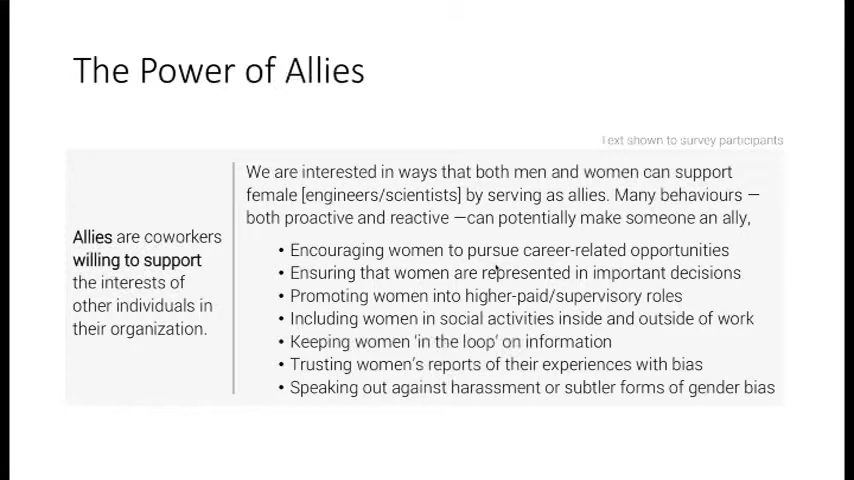 The Power of Allies
Text shown to survey participants
Allies are coworkers
willing to support
the interests of
other individuals in
their organization.
We are interested in ways that both men and women can support
female [engineers/scientists] by serving as allies. Many behaviours —
both proactive and reactive —can potentially make someone an ally,
• Encouraging women to pursue career-related opportunities
• Ensuring that women are represented in important decisions
• Promoting women into higher-paid/supervisory roles
• Including women in social activities inside and outside of work
• Keeping women 'in the loop' on information
• Trusting women's reports of their experiences with bias
• Speaking out against harassment or subtler forms of gender bias